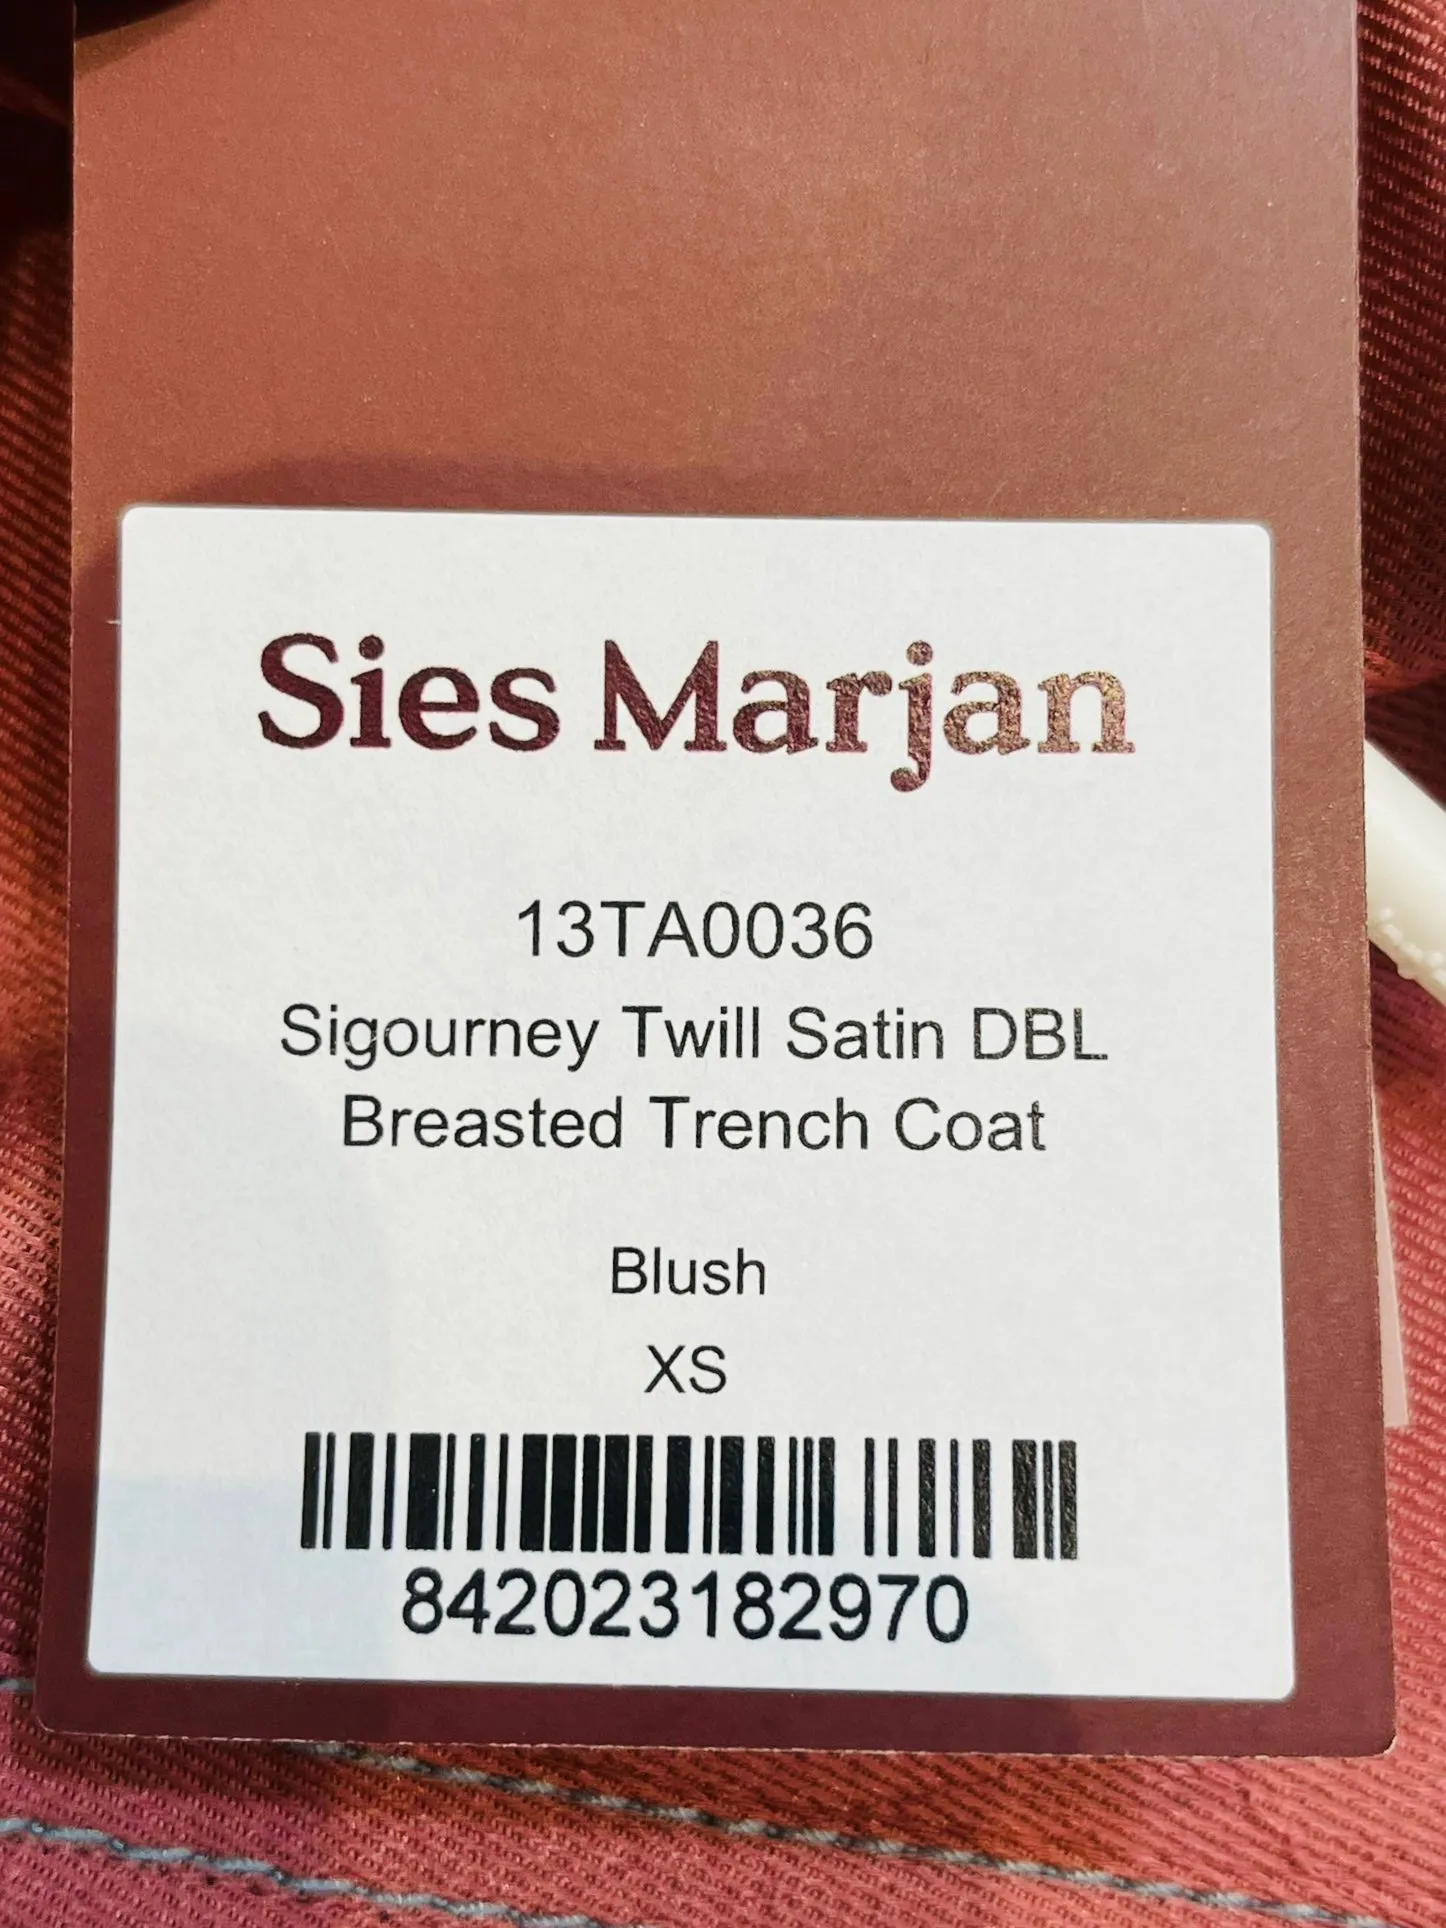 Sies Marjan
13TA0036
Sigourney Twill Satin DBL
Breasted Trench Coat
Blush
XS
842023182970